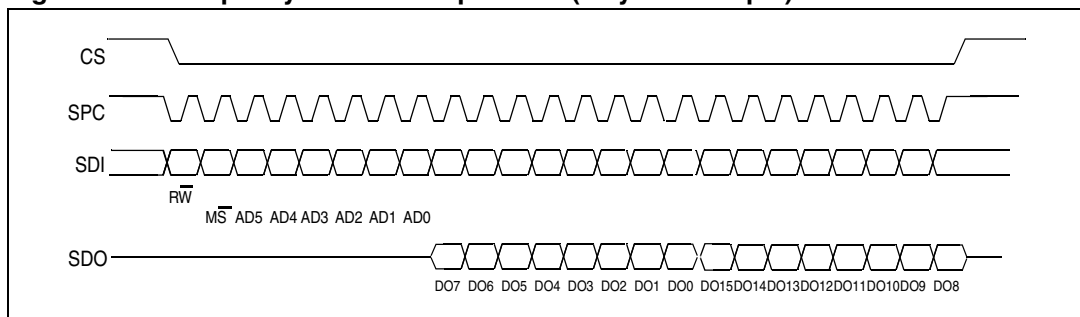 CS
SPC
SDI
RW
MS AD5 AD4 AD3 AD2 AD1 AD0
SDO
DO7 DO6 DO5 DO4 DO3 DO2 DO1 DO0 DO15 DO14 DO13 DO12 DO11 DO10 DO9 DO8